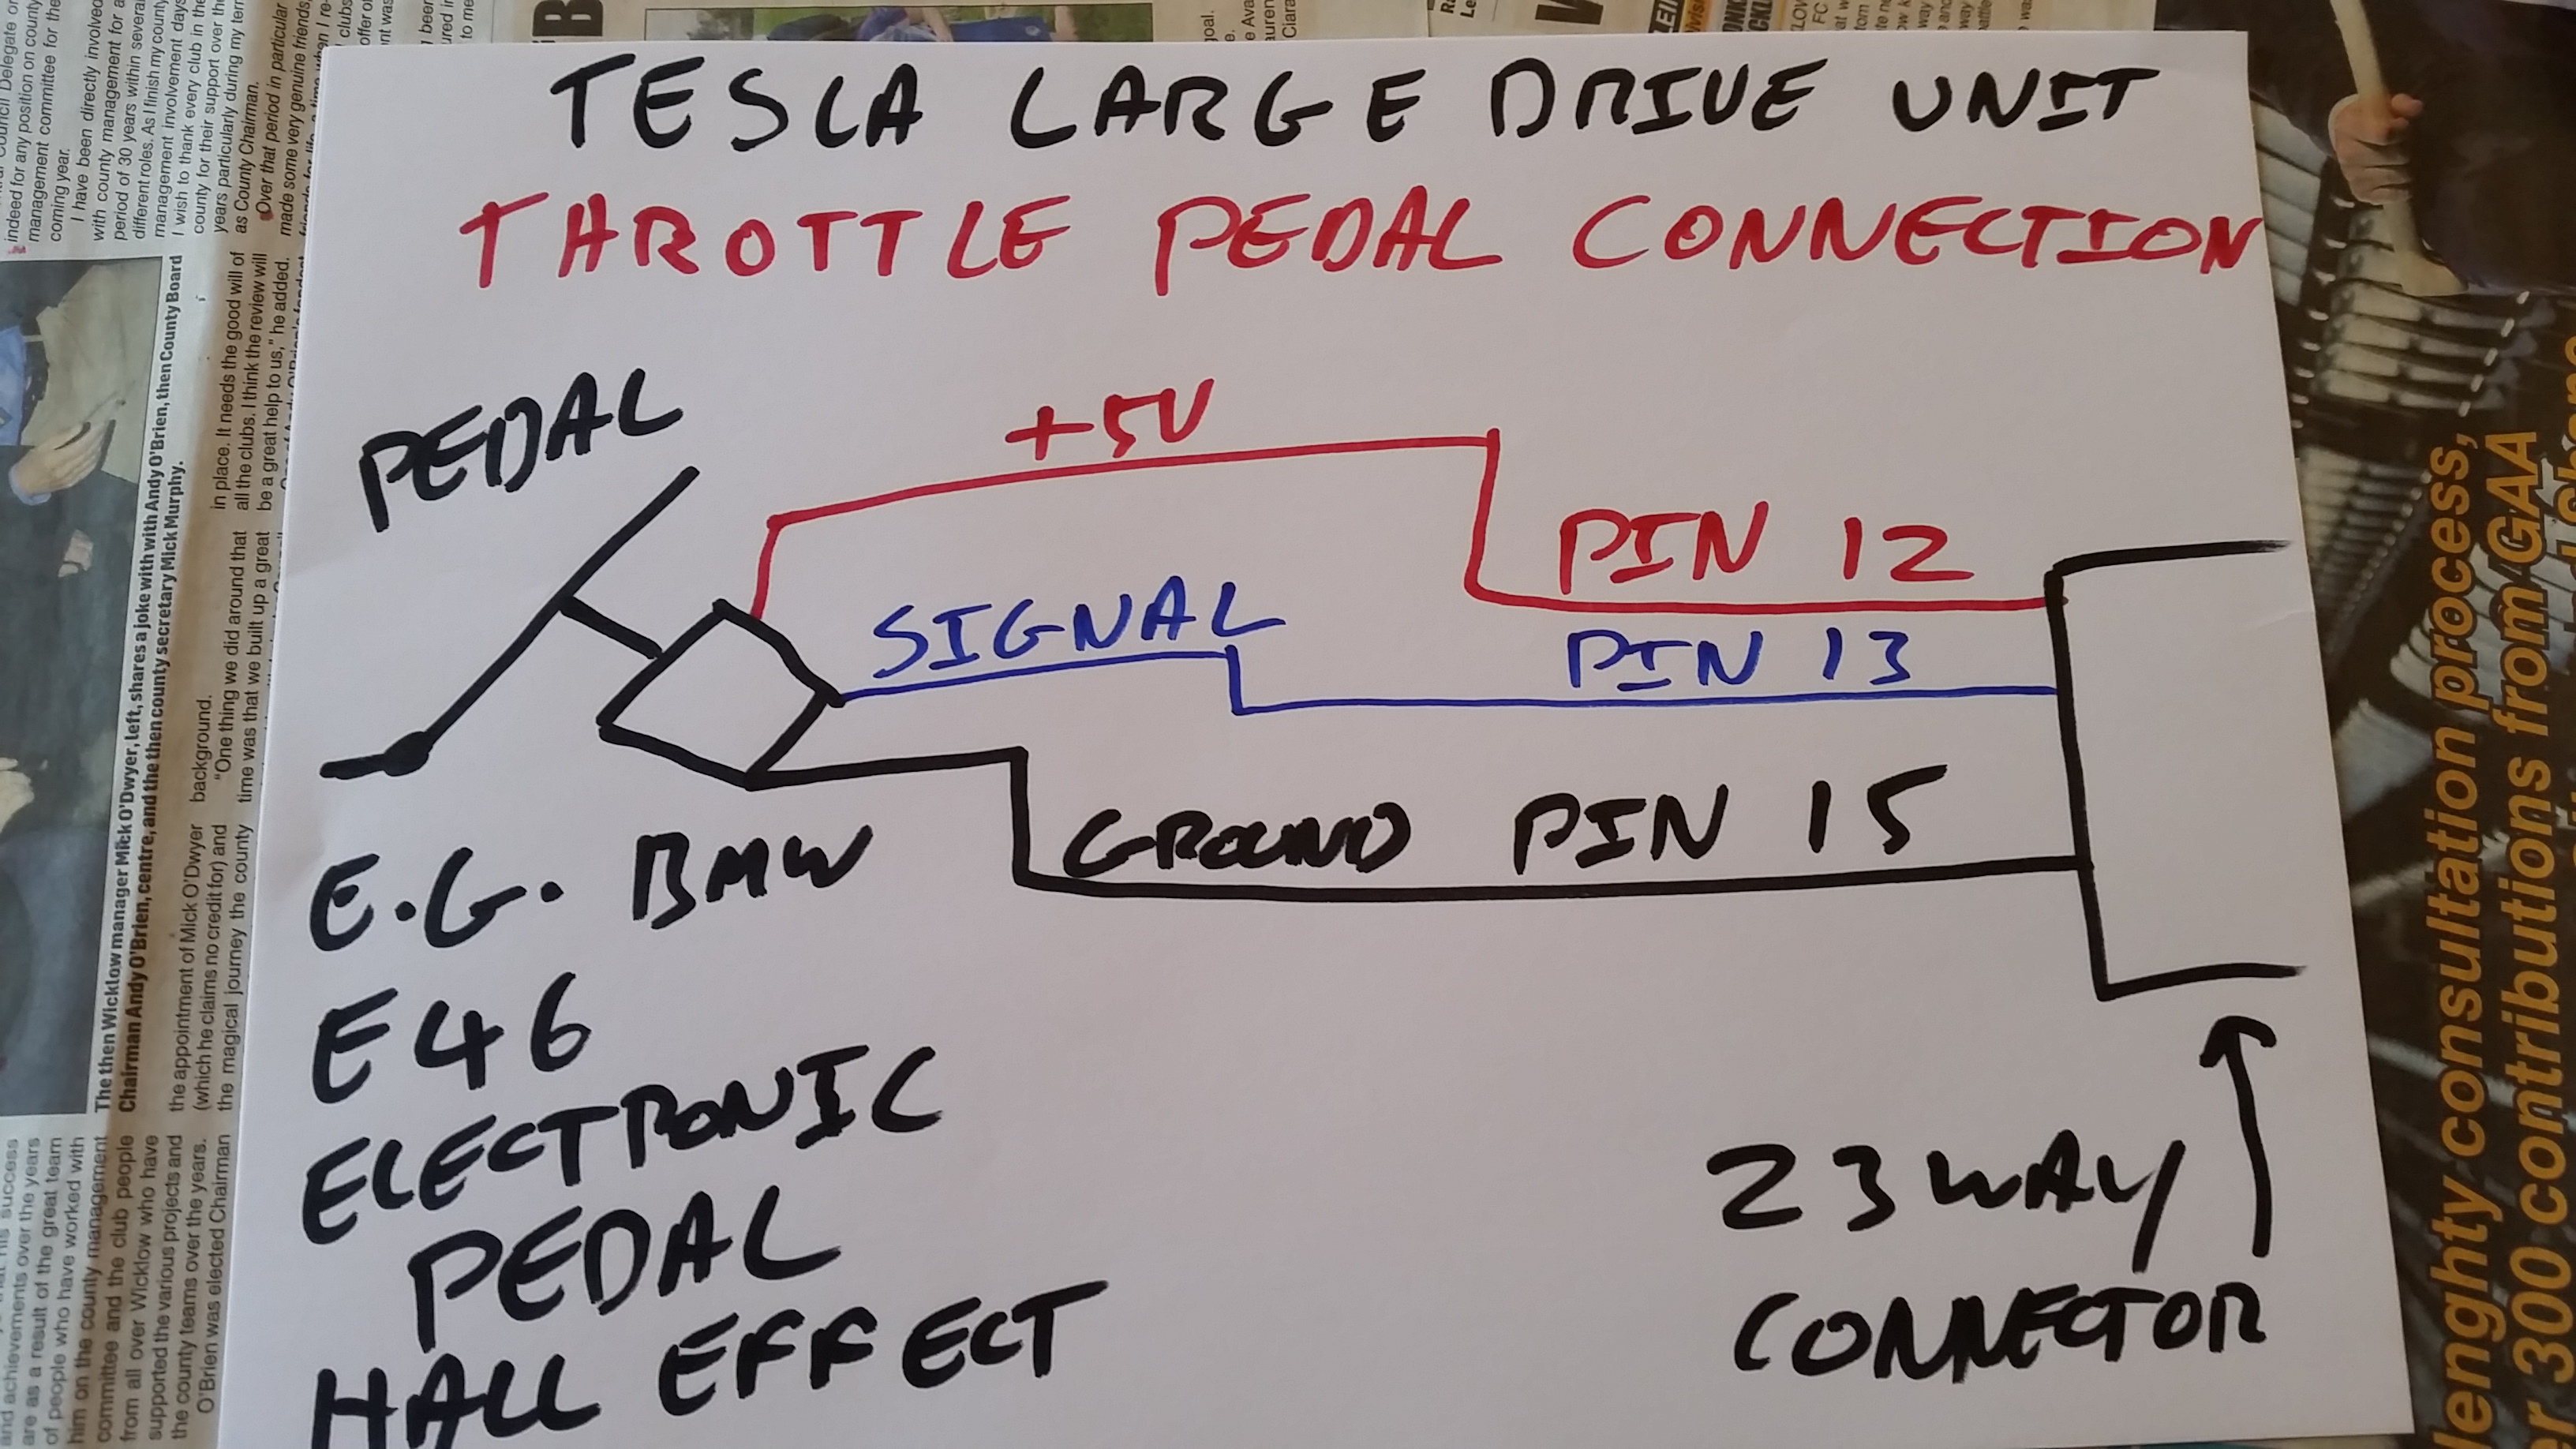 and achievements over the years
are as a result of the great team
of people who have worked with
him on the county management
committee and the club people
from all over Wicklow who have
supported the various projects and
the county teams over the years.
O'Brien was elected Chairman
The then Wicklow manager Mick O'Dwyer, left, shares a joke with with Andy O'Brien, then County Board
Chairman Andy O'Brien, centre, and the then county secretary Mick Murphy.
the appointment of Mick O'Dwyer
(which he claims no credit for) and
the magical journey the county
background.
"One thing we did around that
time was that we built up a great
in place. It needs the good will of
all the clubs. I think the review will
be a great help to us," he added.
Council Delegate or
indeed for any position on county
management committee for the
coming year.
I have been directly involved
with county management for a
period of 30 years within several
different roles. As I finish my county
management involvement days
I wish to thank every club in the
county for their support over the
years particularly during my term
as County Chairman.
Over that period in particular
made some very genuine friends,
TESLA LARGE DRIVE UNIT
THROTTLE PEDAL CONNECTION
PEDAL
+5V
SIGNAL
PIN 12
PIN 13
GROUND PIN 15
E.G. BMW
E46
ELECTRONIC
PEDAL
HALL EFFECT
23 WAY
CONNECTOR
lenghty consultation process,
er 300 contributions from GAA